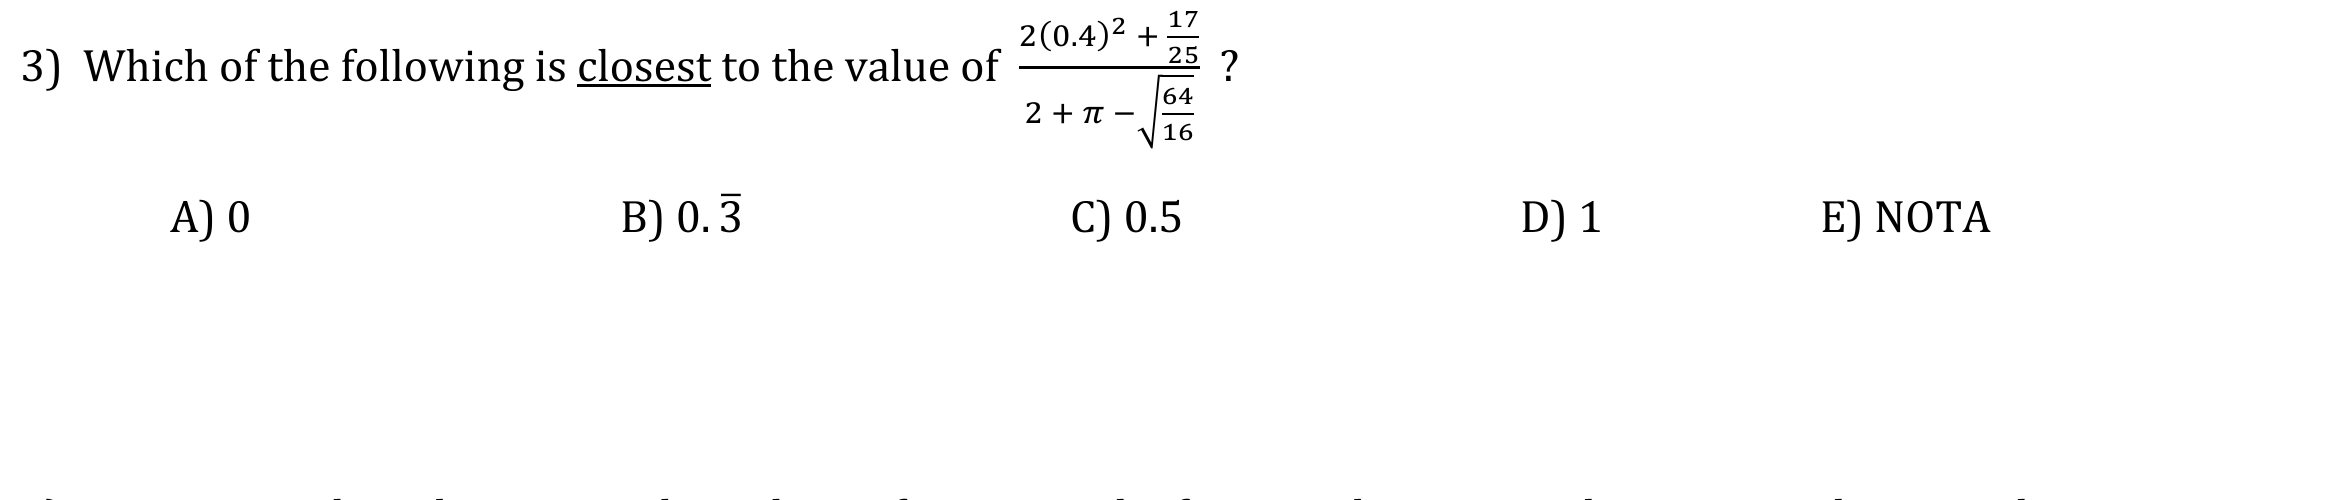 3) Which of the following is closest to the value of \frac{2(0.4)^2 + \frac{17}{25}}{2 + \pi - \sqrt{\frac{64}{16}}} ?
A) 0 B) 0.\overline{3} C) 0.5 D) 1 E) NOTA